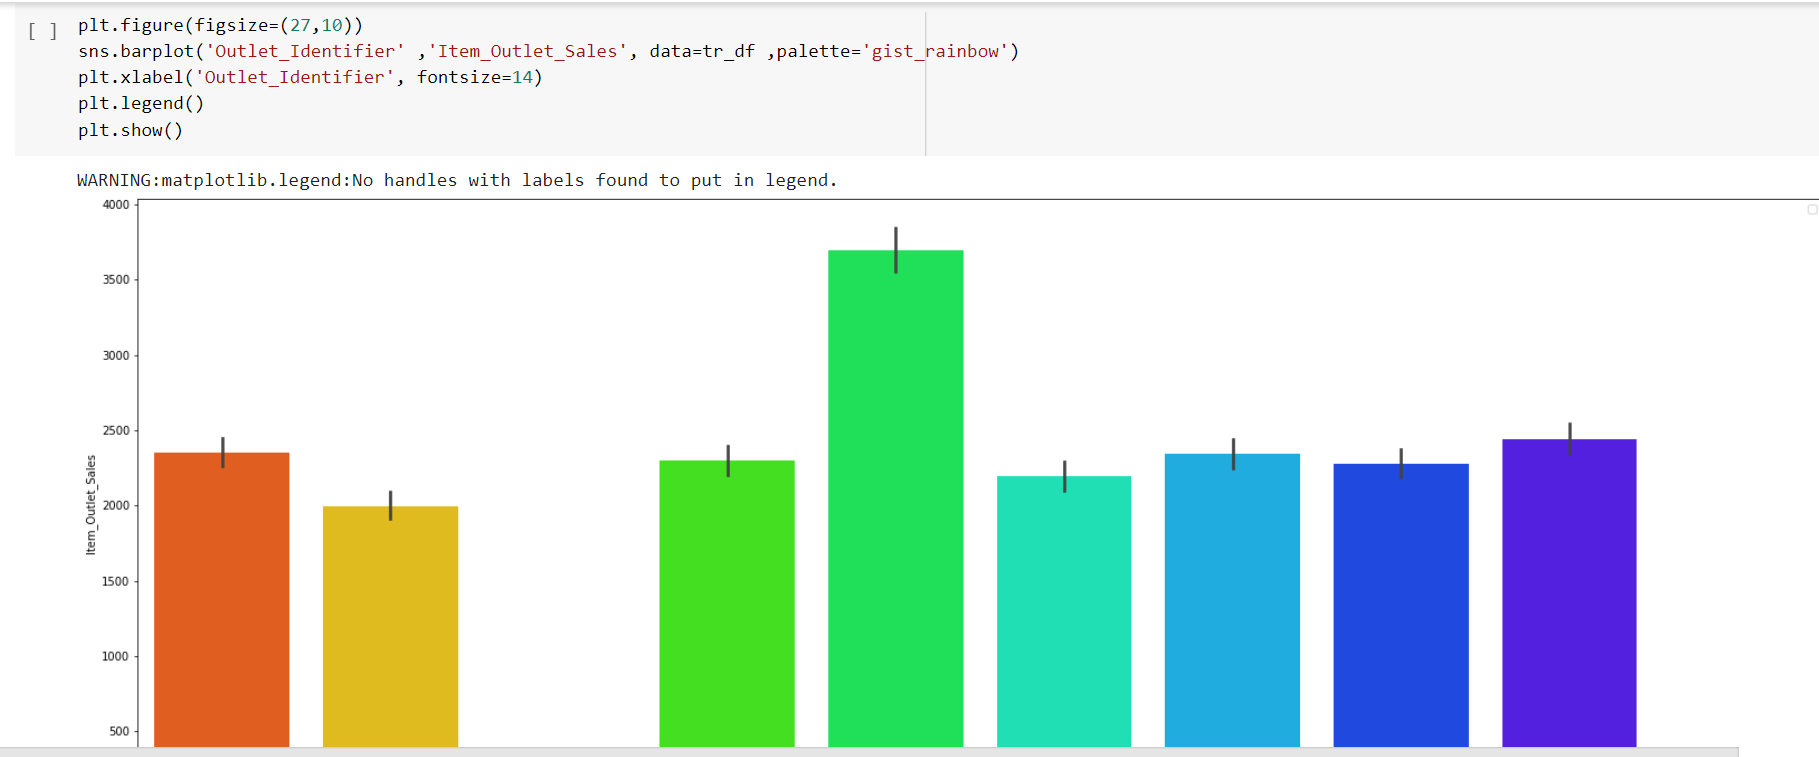 [ ] plt.figure(figsize=(27,10))
sns.barplot('Outlet_Identifier' ,'Item_Outlet_Sales', data=tr_df ,palette='gist_rainbow')
plt.xlabel('Outlet_Identifier', fontsize=14)
plt.legend()
plt.show()
WARNING:matplotlib.legend:No handles with labels found to put in legend.
4000
3500
3000
2500
2000
1500
1000
500
Item_Outlet_Sales